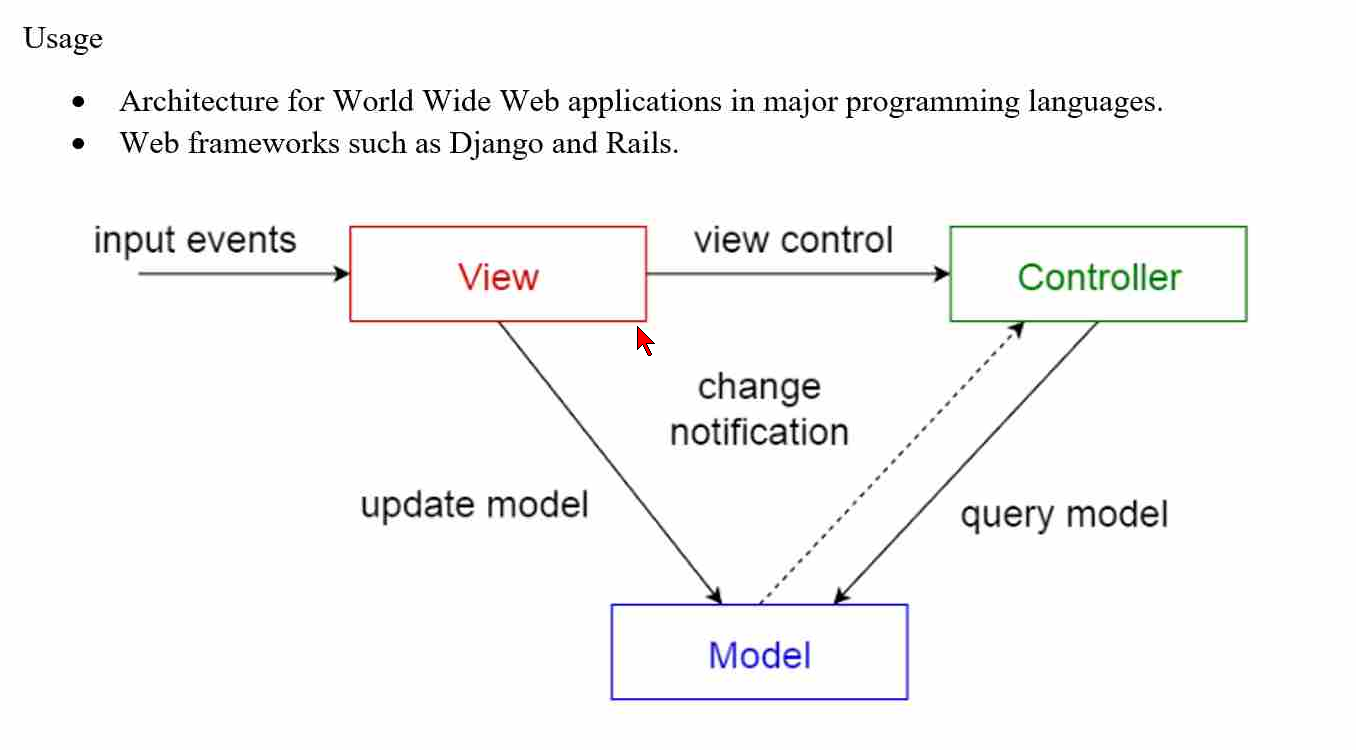 Usage
• Architecture for World Wide Web applications in major programming languages.
• Web frameworks such as Django and Rails.
input events
View
view control
Controller
change
notification
update model
query model
Model